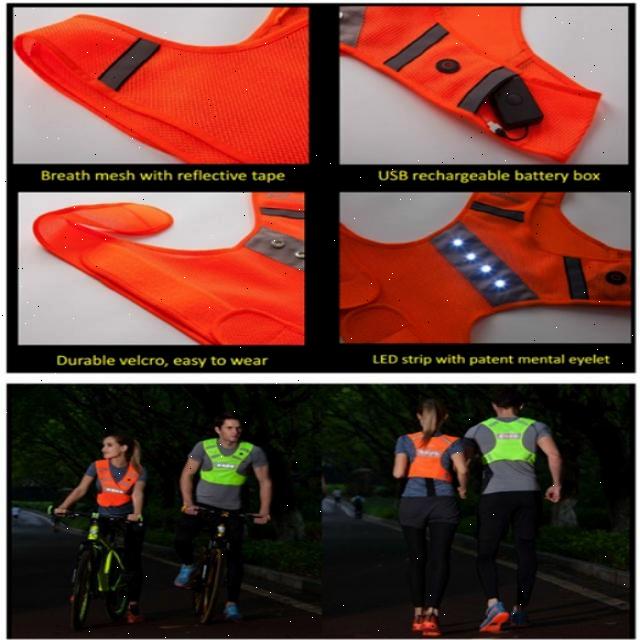 Breath mesh with reflective tape
USB rechargeable battery box
Durable velcro, easy to wear
LED strip with patent mental eyelet